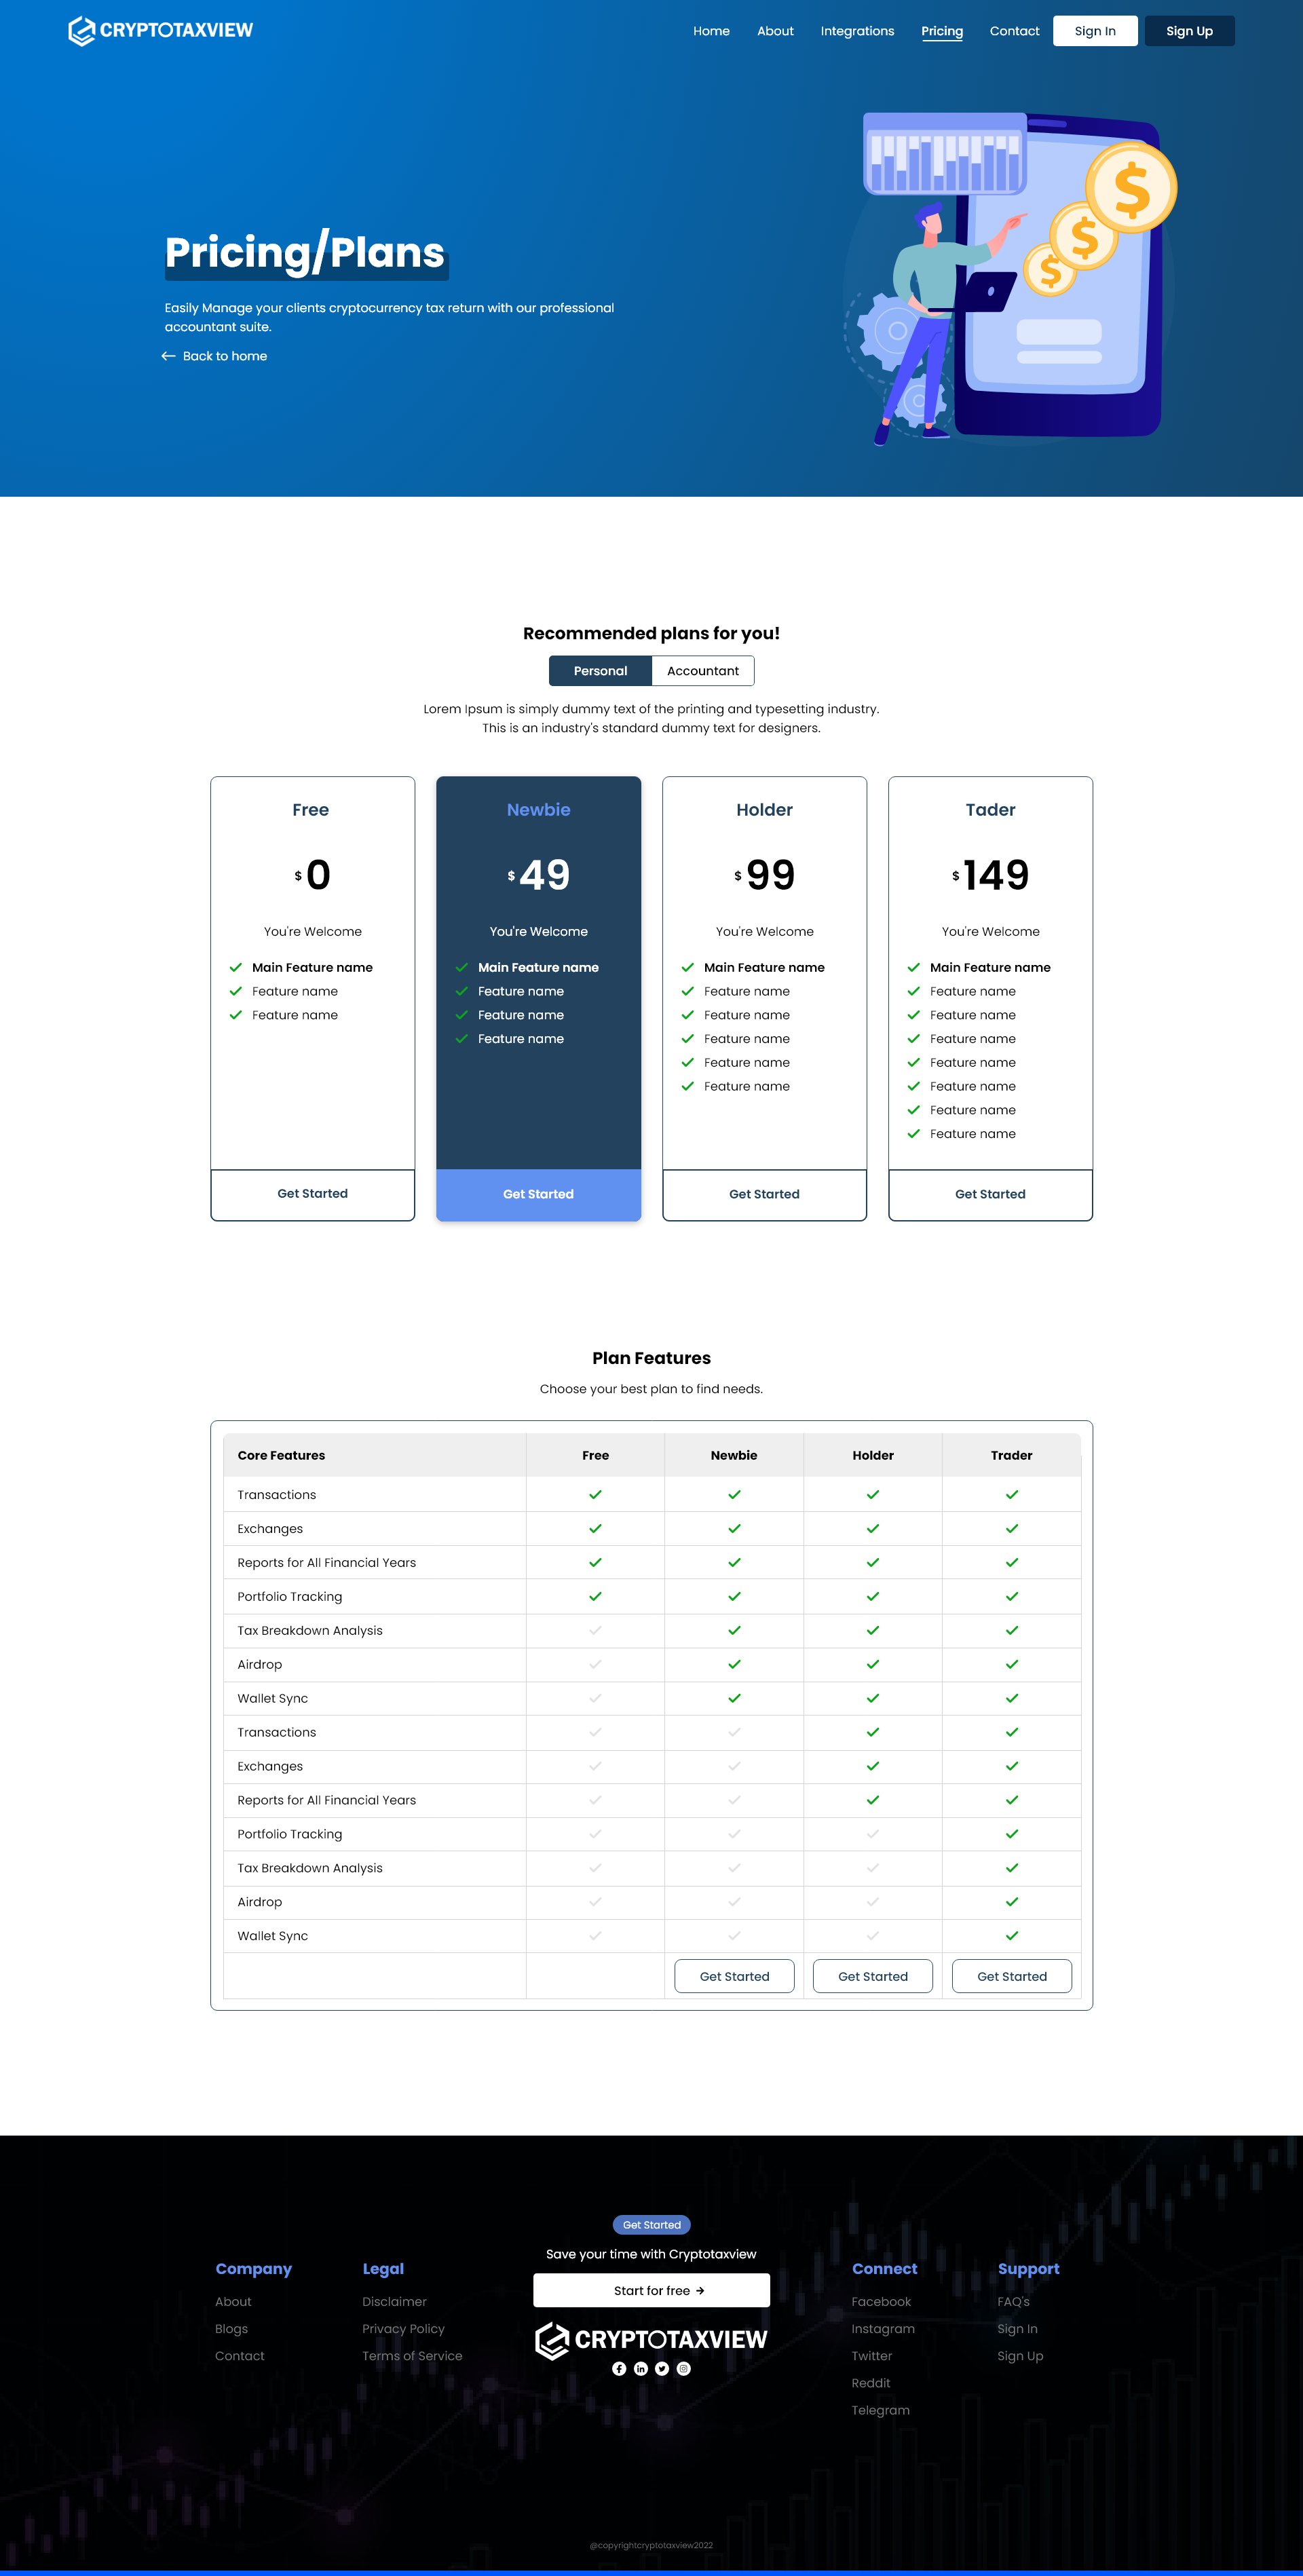 CRYPTOTAXVIEW
Home About Integrations Pricing Contact Sign In Sign Up
Pricing/Plans
Easily Manage your clients cryptocurrency tax return with our professional
accountant suite.
Back to home
Recommended plans for you!
Personal Accountant
Lorem Ipsum is simply dummy text of the printing and typesetting industry.
This is an industry's standard dummy text for designers.
Free
$ 0
You're Welcome
Main Feature name
Feature name
Feature name
Get Started
Newbie
$ 49
You're Welcome
Main Feature name
Feature name
Feature name
Feature name
Get Started
Holder
$ 99
You're Welcome
Main Feature name
Feature name
Feature name
Feature name
Feature name
Feature name
Get Started
Tader
$ 149
You're Welcome
Main Feature name
Feature name
Feature name
Feature name
Feature name
Feature name
Feature name
Feature name
Get Started
Plan Features
Choose your best plan to find needs.
Core Features Free Newbie Holder Trader
Transactions
Exchanges
Reports for All Financial Years
Portfolio Tracking
Tax Breakdown Analysis
Airdrop
Wallet Sync
Transactions
Exchanges
Reports for All Financial Years
Portfolio Tracking
Tax Breakdown Analysis
Airdrop
Wallet Sync
Get Started Get Started Get Started
Company
About
Blogs
Contact
Legal
Disclaimer
Privacy Policy
Terms of Service
Get Started
Save your time with Cryptotaxview
Start for free →
CRYPTOTAXVIEW
Connect
Facebook
Instagram
Twitter
Reddit
Telegram
Support
FAQ's
Sign In
Sign Up
@copyrightcryptotaxview2022